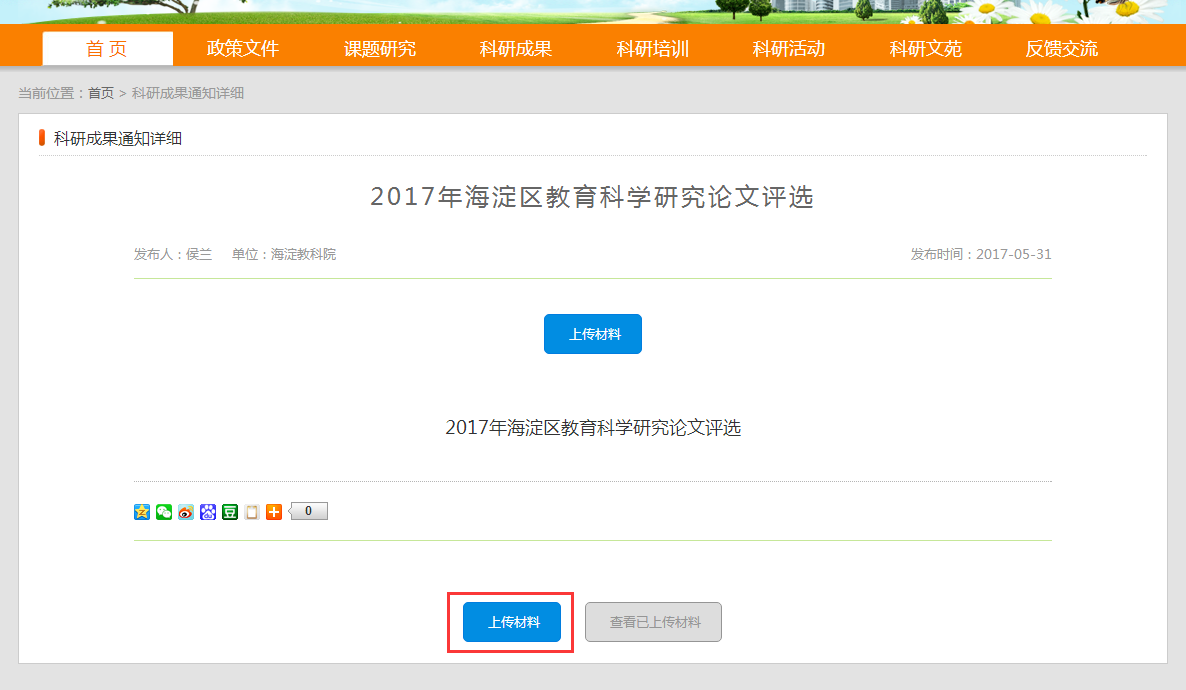 首 页 政策文件 课题研究 科研成果 科研培训 科研活动 科研文苑 反馈交流
当前位置：首页 > 科研成果通知详细
科研成果通知详细
2017年海淀区教育科学研究论文评选
发布人：侯兰 单位：海淀教科院 发布时间：2017-05-31
上传材料
2017年海淀区教育科学研究论文评选
豆 0
上传材料 查看已上传材料